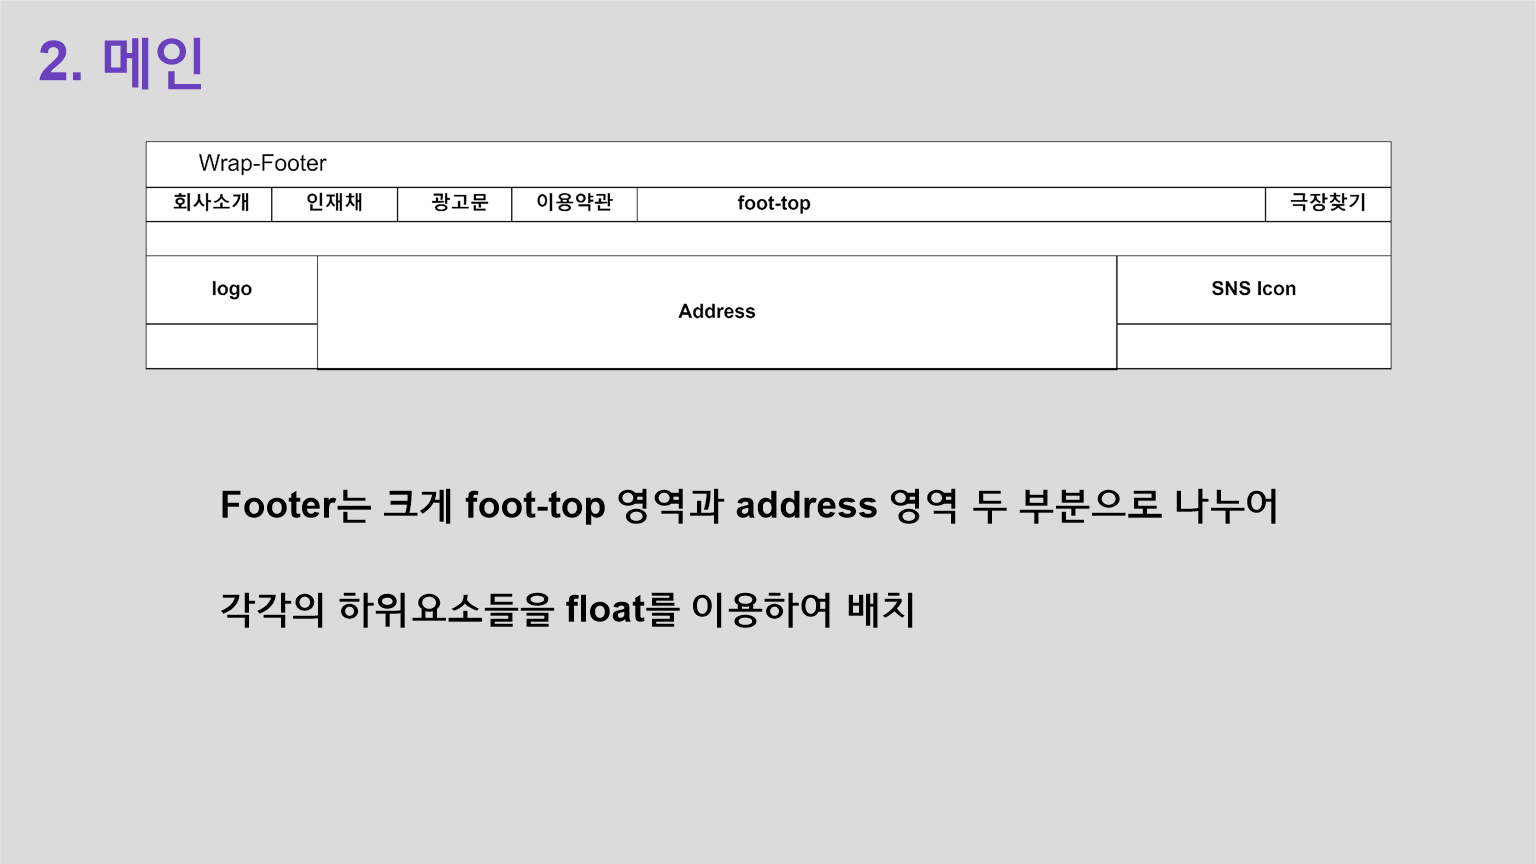 2. 메인
Wrap-Footer
회사소개 인재채 광고문 이용약관 foot-top 극장찾기
logo Address SNS Icon
Footer는 크게 foot-top 영역과 address 영역 두 부분으로 나누어
각각의 하위요소들을 float를 이용하여 배치